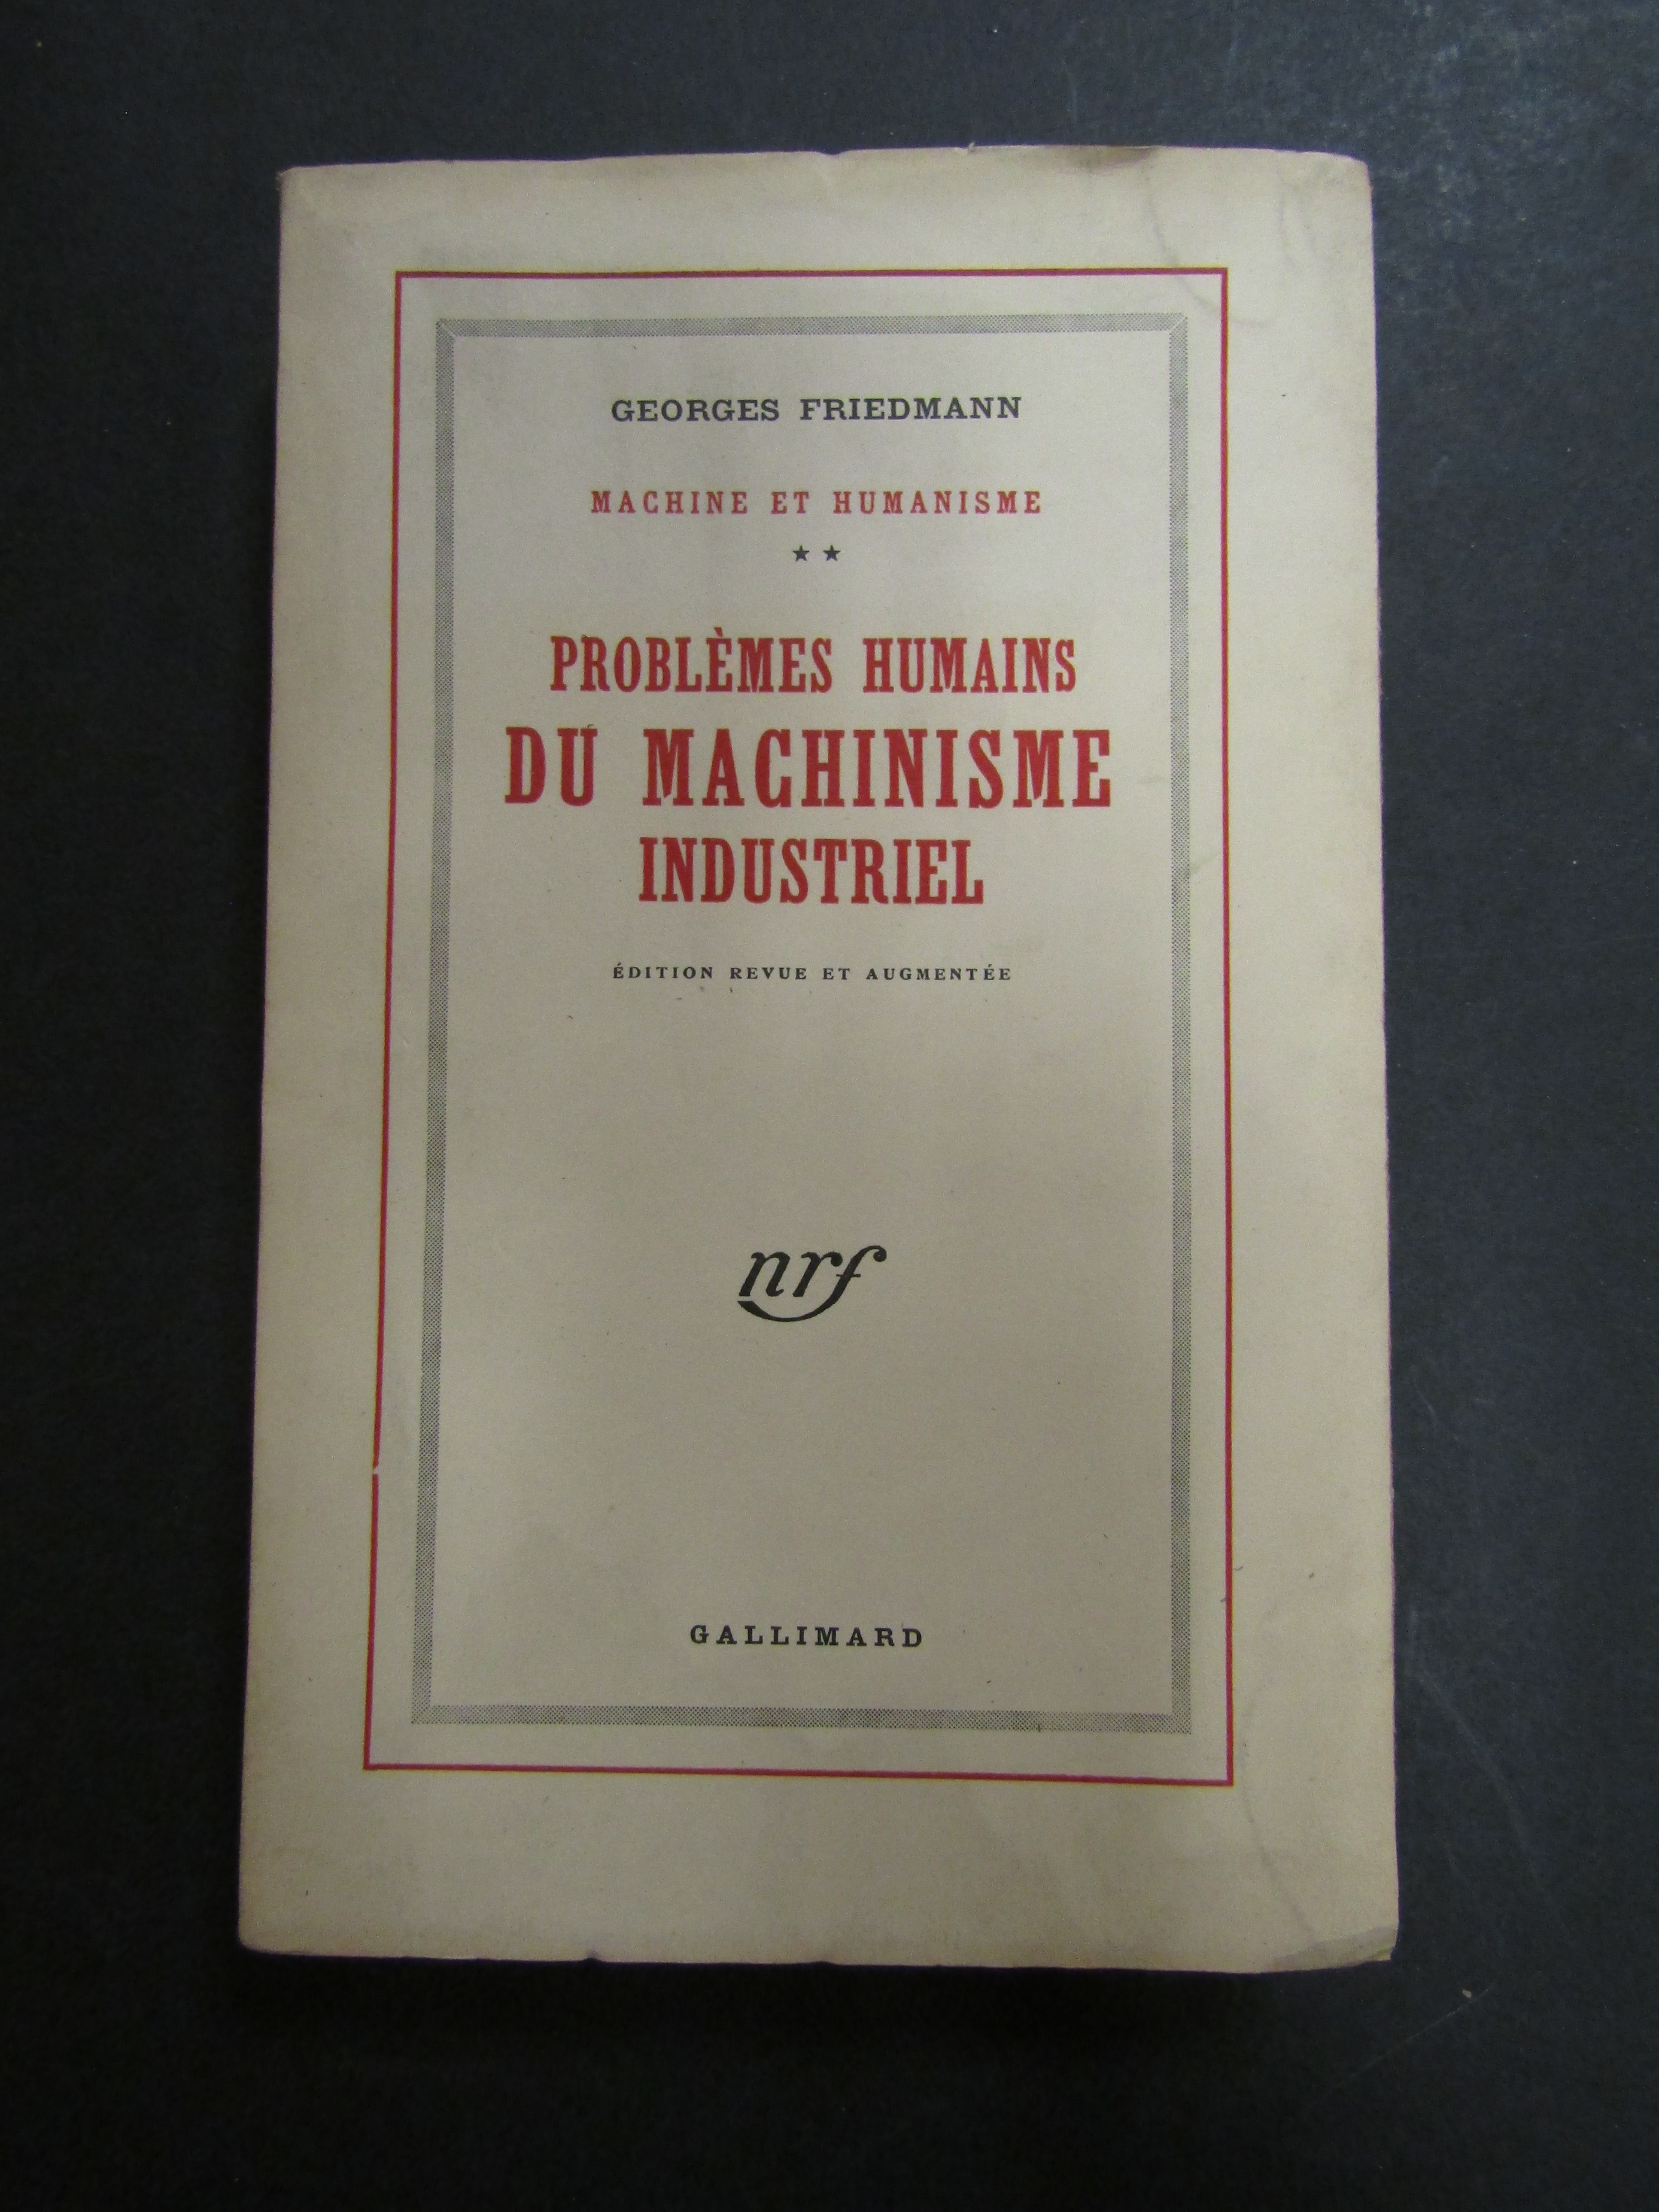 GEORGES FRIEDMANN
MACHINE ET HUMANISME
★ ★
PROBLÈMES HUMAINS
DU MACHINISME
INDUSTRIEL
ÉDITION REVUE ET AUGMENTÉE
nrf
GALLIMARD